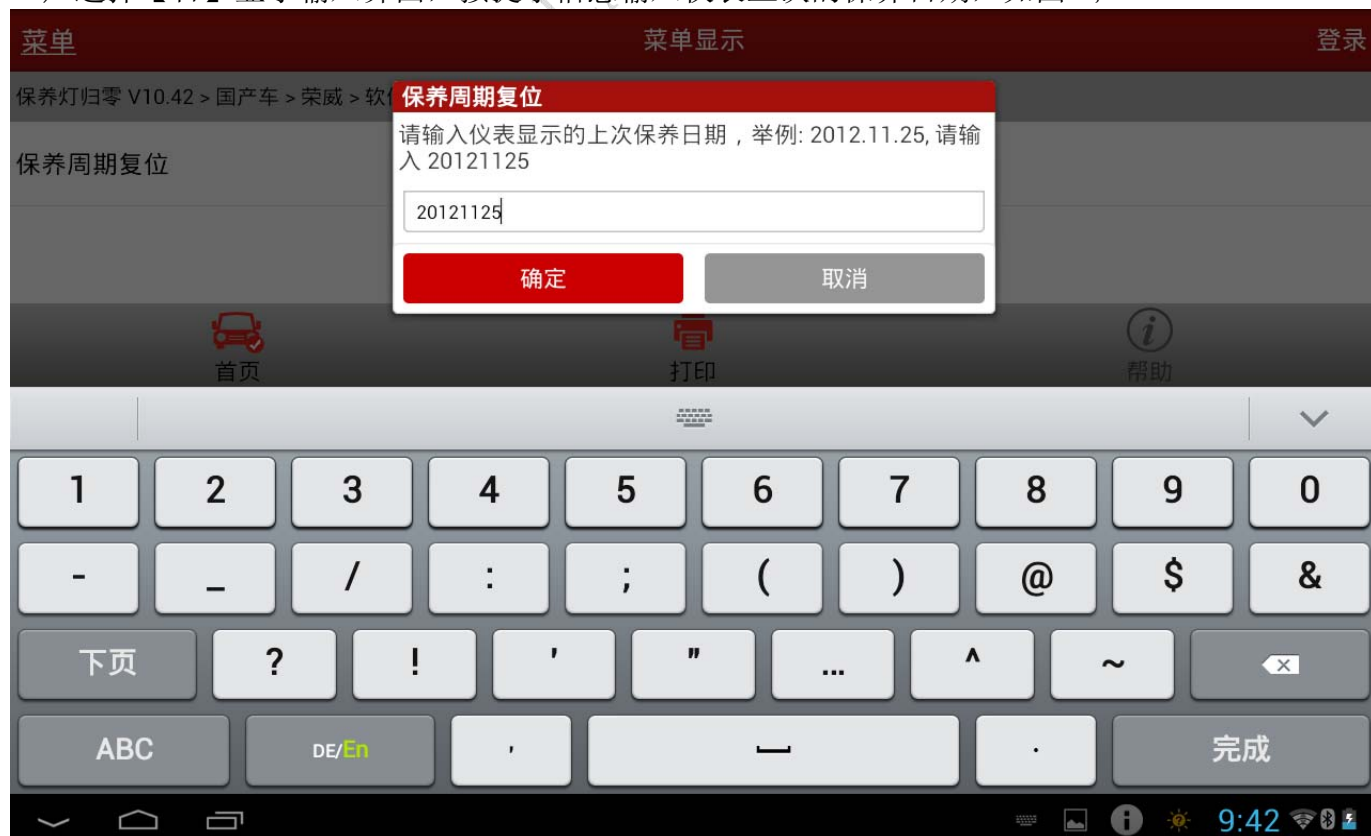 菜单
菜单显示
登录
保养灯归零 V10.42 > 国产车 > 荣威 > 软
保养周期复位
保养周期复位
请输入仪表显示的上次保养日期，举例: 2012.11.25, 请输
入 20121125
20121125
确定
取消
首页
打印
帮助
1 2 3 4 5 6 7 8 9 0
- _ / : ; ( ) @ $ &
下页 ? ! ' " ... ^ ~
ABC DE/En , . 完成
9:42